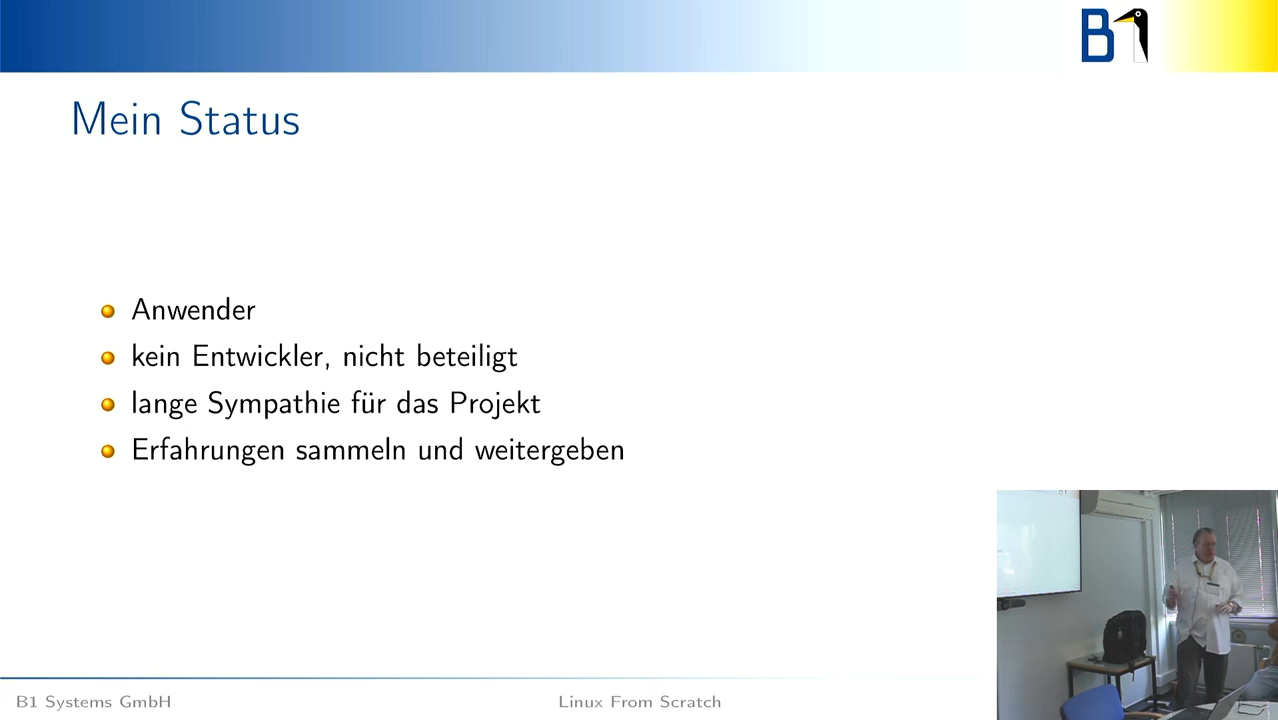 B1
Mein Status
Anwender
kein Entwickler, nicht beteiligt
lange Sympathie für das Projekt
Erfahrungen sammeln und weitergeben
B1 Systems GmbH
Linux From Scratch